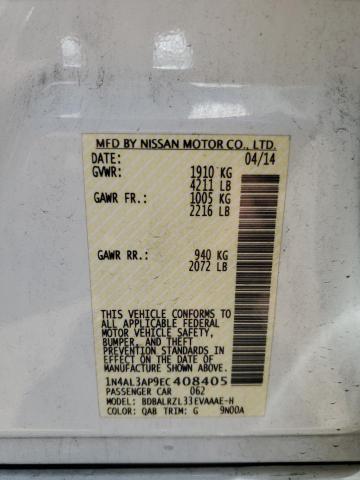 MFD BY NISSAN MOTOR CO., LTD.
DATE: 04/14
GVWR: 1910 KG
4211 LB
GAWR FR.: 1005 KG
2216 LB
GAWR RR.: 940 KG
2072 LB
THIS VEHICLE CONFORMS TO
ALL APPLICABLE FEDERAL
MOTOR VEHICLE SAFETY,
BUMPER, AND THEFT
PREVENTION STANDARDS
IN EFFECT ON THE DATE OF
MANUFACTURE SHOWN ABOVE.
1N4AL3AP9EC408405
PASSENGER CAR 062
MODEL: BDBALRZL33EVAAAE-H
COLOR: QAB TRIM: G 9N00A